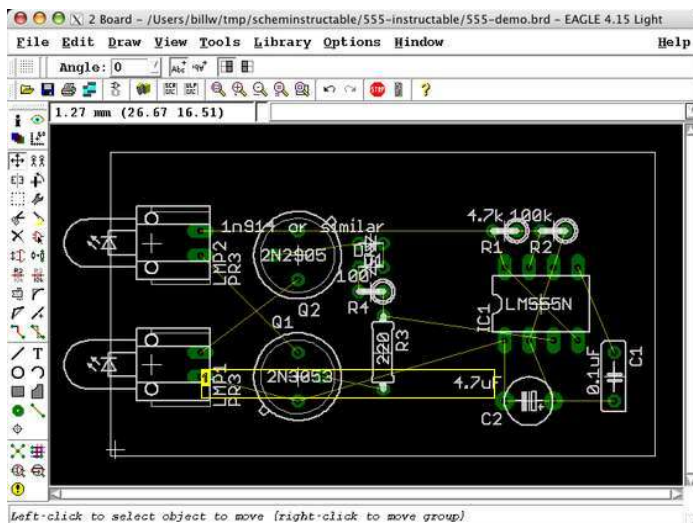 2 Board - /Users/billw/tmp/scheminstructable/555-instructable/555-demo.brd - EAGLE 4.15 Light
File Edit Draw View Tools Library Options Window Help
Angle: 0
1.27 mm (26.67 16.51)
1n914 or similar
4.7k 100k
LMP2
PR3
2N2905
100
R4
Q2
R1
R2
IC1
LM555N
Q1
220
R3
LMP1
PR3
1
2N3053
4.7uF
C2
0.1uF
C1
Left-click to select object to move (right-click to move group)